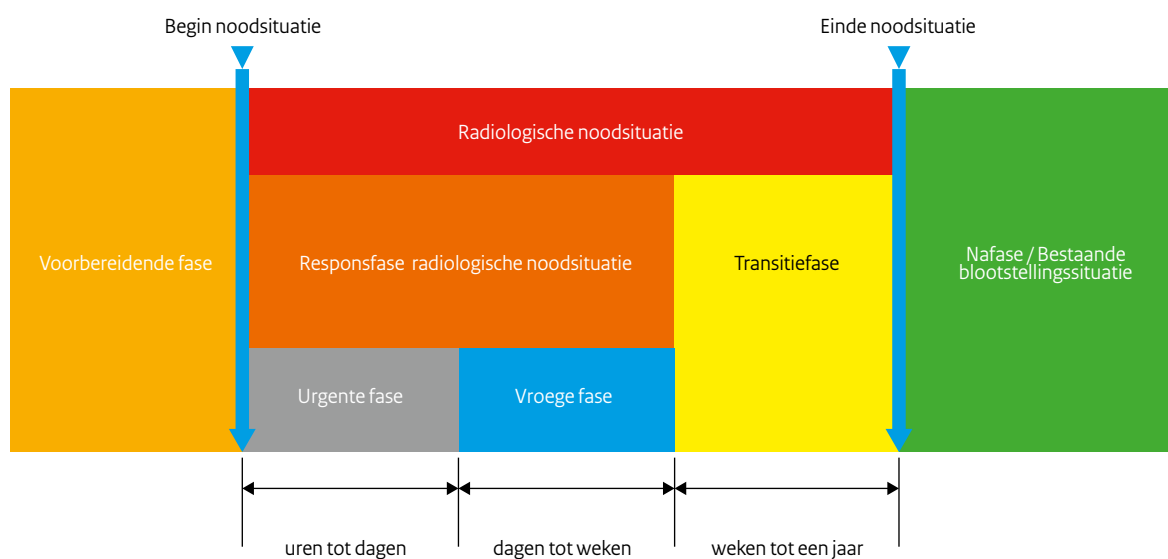 Begin noodsituatie
Einde noodsituatie
Radiologische noodsituatie
Voorbereidende fase
Responsfase radiologische noodsituatie
Transitiefase
Nafase / Bestaande
blootstellingssituatie
Urgente fase
Vroege fase
uren tot dagen
dagen tot weken
weken tot een jaar